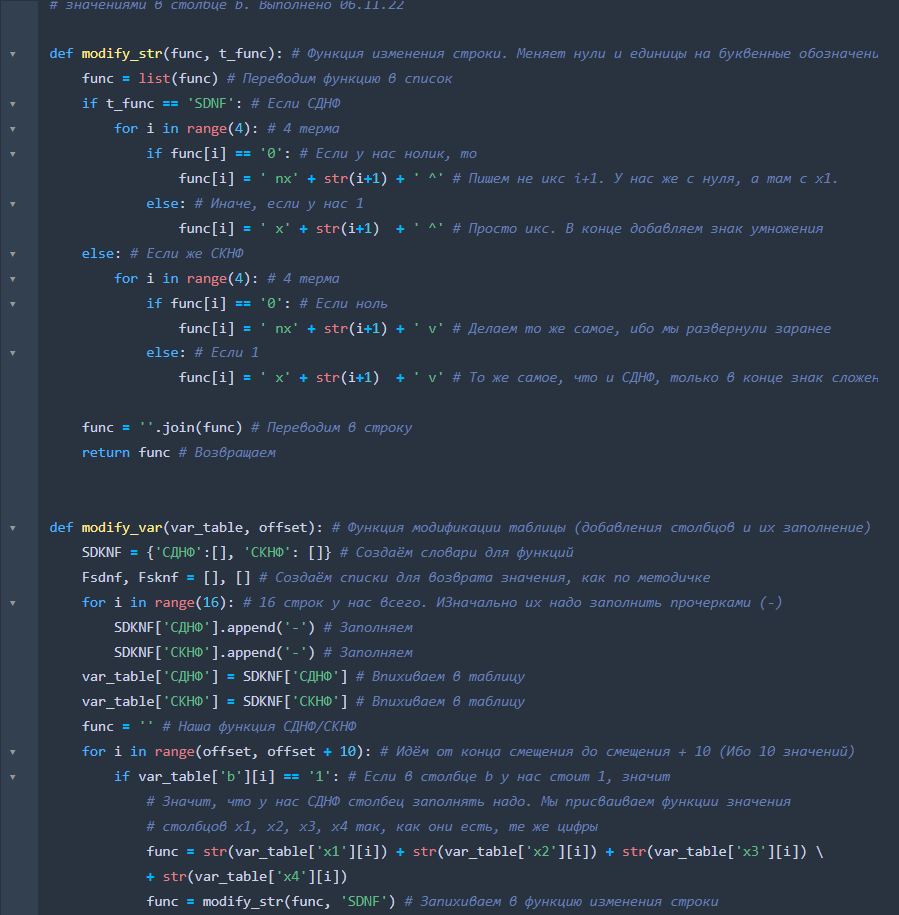 # значениями в столбце b. Выполнено 06.11.22
def modify_str(func, t_func): # Функция изменения строки. Меняет нули и единицы на буквенные обозначени
    func = list(func) # Переводим функцию в список
    if t_func == 'SDNF': # Если СДНФ
        for i in range(4): # 4 терма
            if func[i] == '0': # Если у нас нолик, то
                func[i] = ' nx' + str(i+1) + ' ^' # Пишем не икс i+1. У нас же с нуля, а там с x1.
            else: # Иначе, если у нас 1
                func[i] = ' x' + str(i+1)  + ' ^' # Просто икс. В конце добавляем знак умножения
    else: # Если же СКНФ
        for i in range(4): # 4 терма
            if func[i] == '0': # Если ноль
                func[i] = ' nx' + str(i+1) + ' v' # Делаем то же самое, ибо мы развернули заранее
            else: # Если 1
                func[i] = ' x' + str(i+1)  + ' v' # То же самое, что и СДНФ, только в конце знак сложен
    func = ''.join(func) # Переводим в строку
    return func # Возвращаем
def modify_var(var_table, offset): # Функция модификации таблицы (добавления столбцов и их заполнение)
    SDKNF = {'СДНФ':[], 'СКНФ': []} # Создаём словари для функций
    Fsdnf, Fsknf = [], [] # Создаём списки для возврата значения, как по методичке
    for i in range(16): # 16 строк у нас всего. ИЗначально их надо заполнить прочерками (-)
        SDKNF['СДНФ'].append('-') # Заполняем
        SDKNF['СКНФ'].append('-') # Заполняем
    var_table['СДНФ'] = SDKNF['СДНФ'] # Впихиваем в таблицу
    var_table['СКНФ'] = SDKNF['СКНФ'] # Впихиваем в таблицу
    func = '' # Наша функция СДНФ/СКНФ
    for i in range(offset, offset + 10): # Идём от конца смещения до смещения + 10 (Ибо 10 значений)
        if var_table['b'][i] == '1': # Если в столбце b у нас стоит 1, значит
            # Значит, что у нас СДНФ столбец заполнять надо. Мы присваиваем функции значения
            # столбцов x1, x2, x3, x4 так, как они есть, те же цифры
            func = str(var_table['x1'][i]) + str(var_table['x2'][i]) + str(var_table['x3'][i]) \
            + str(var_table['x4'][i])
            func = modify_str(func, 'SDNF') # Запихиваем в функцию изменения строки